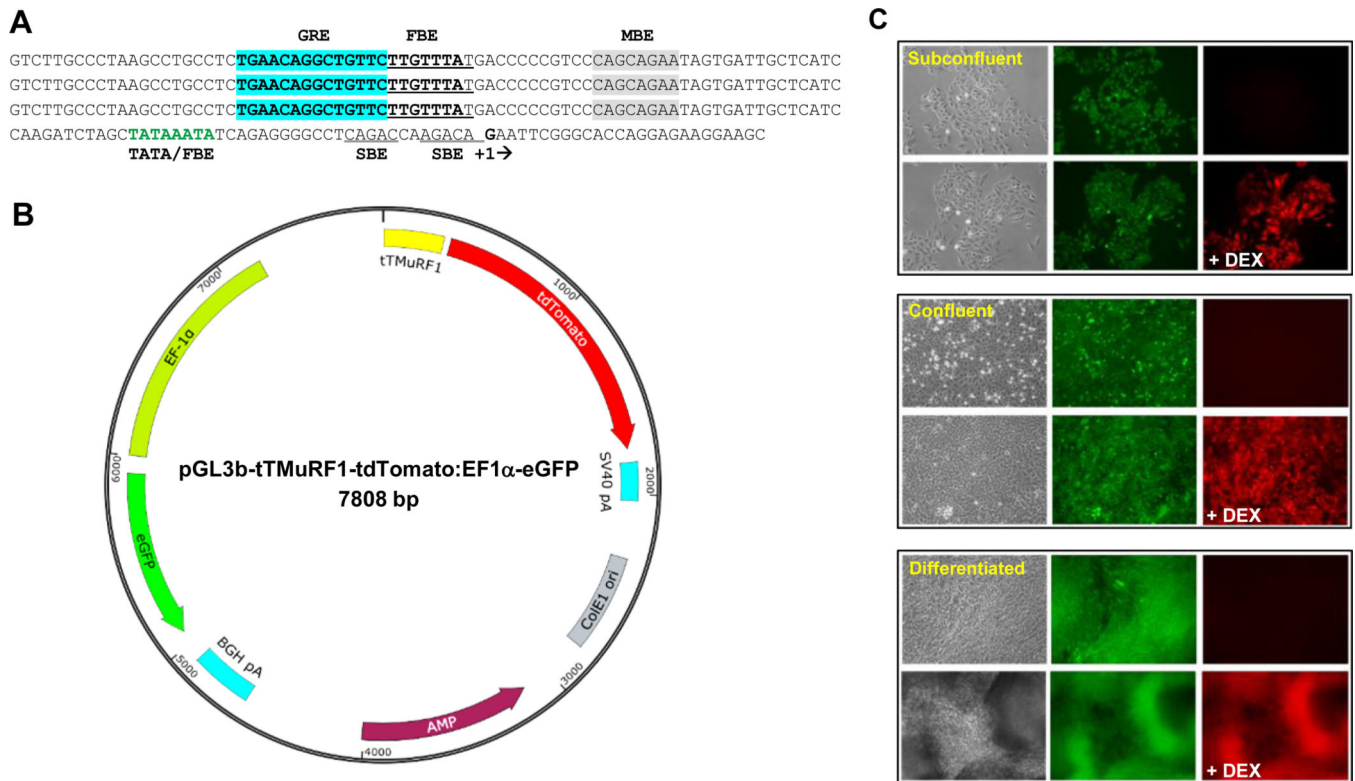 A
GRE FBE MBE
GTCTTGCCCTAAGCCTGCCTCTGAACAGGCTGTTCTTGTTTATGACCCCCGTCCCAGCAGAATAGTGATTGCTCATC
GTCTTGCCCTAAGCCTGCCTCTGAACAGGCTGTTCTTGTTTATGACCCCCGTCCCAGCAGAATAGTGATTGCTCATC
GTCTTGCCCTAAGCCTGCCTCTGAACAGGCTGTTCTTGTTTATGACCCCCGTCCCAGCAGAATAGTGATTGCTCATC
CAAGATCTAGCTATAAATATCAGAGGGGCCTCAGACCAAGACA GAATTCGGGCACCAGGAGAAGGAAGC
TATA/FBE SBE SBE +1→
B
tTMuRF1
tdTomato
1000
SV40 pA
2000
ColE1 ori
3000
AMP
4000
BGH pA
5000
eGFP
6000
EF-1α
7000
pGL3b-tTMuRF1-tdTomato:EF1α-eGFP
7808 bp
C
Subconfluent
+ DEX
Confluent
+ DEX
Differentiated
+ DEX